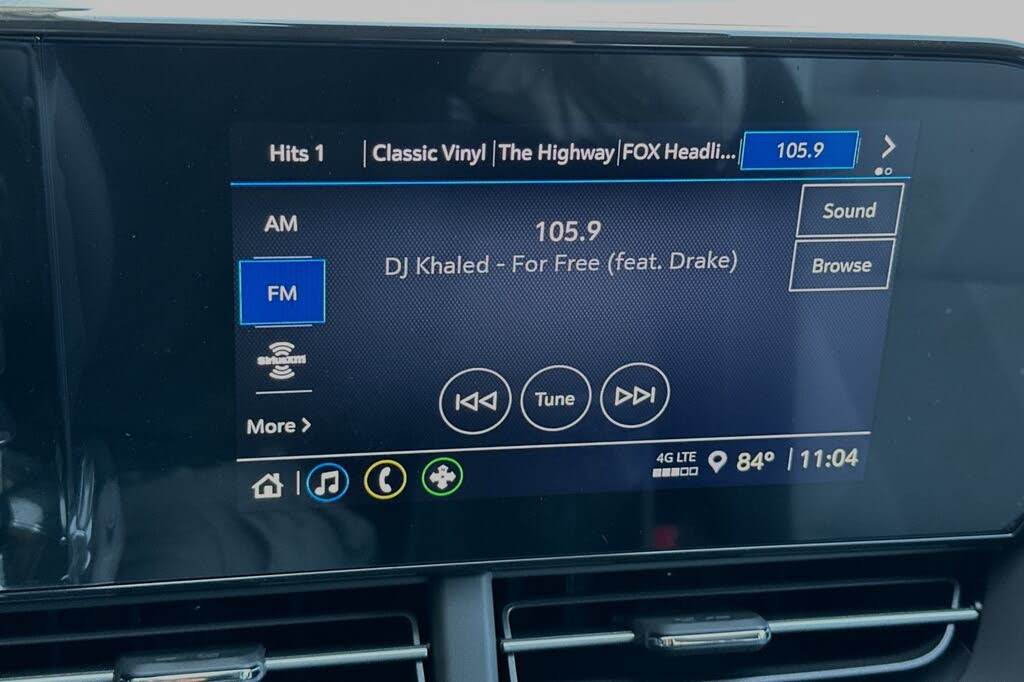 Hits 1 Classic Vinyl The Highway FOX Headli... 105.9 >
AM
FM
SiriusXM
More >
105.9
DJ Khaled - For Free (feat. Drake)
Sound
Browse
Tune
4G LTE
84° 11:04